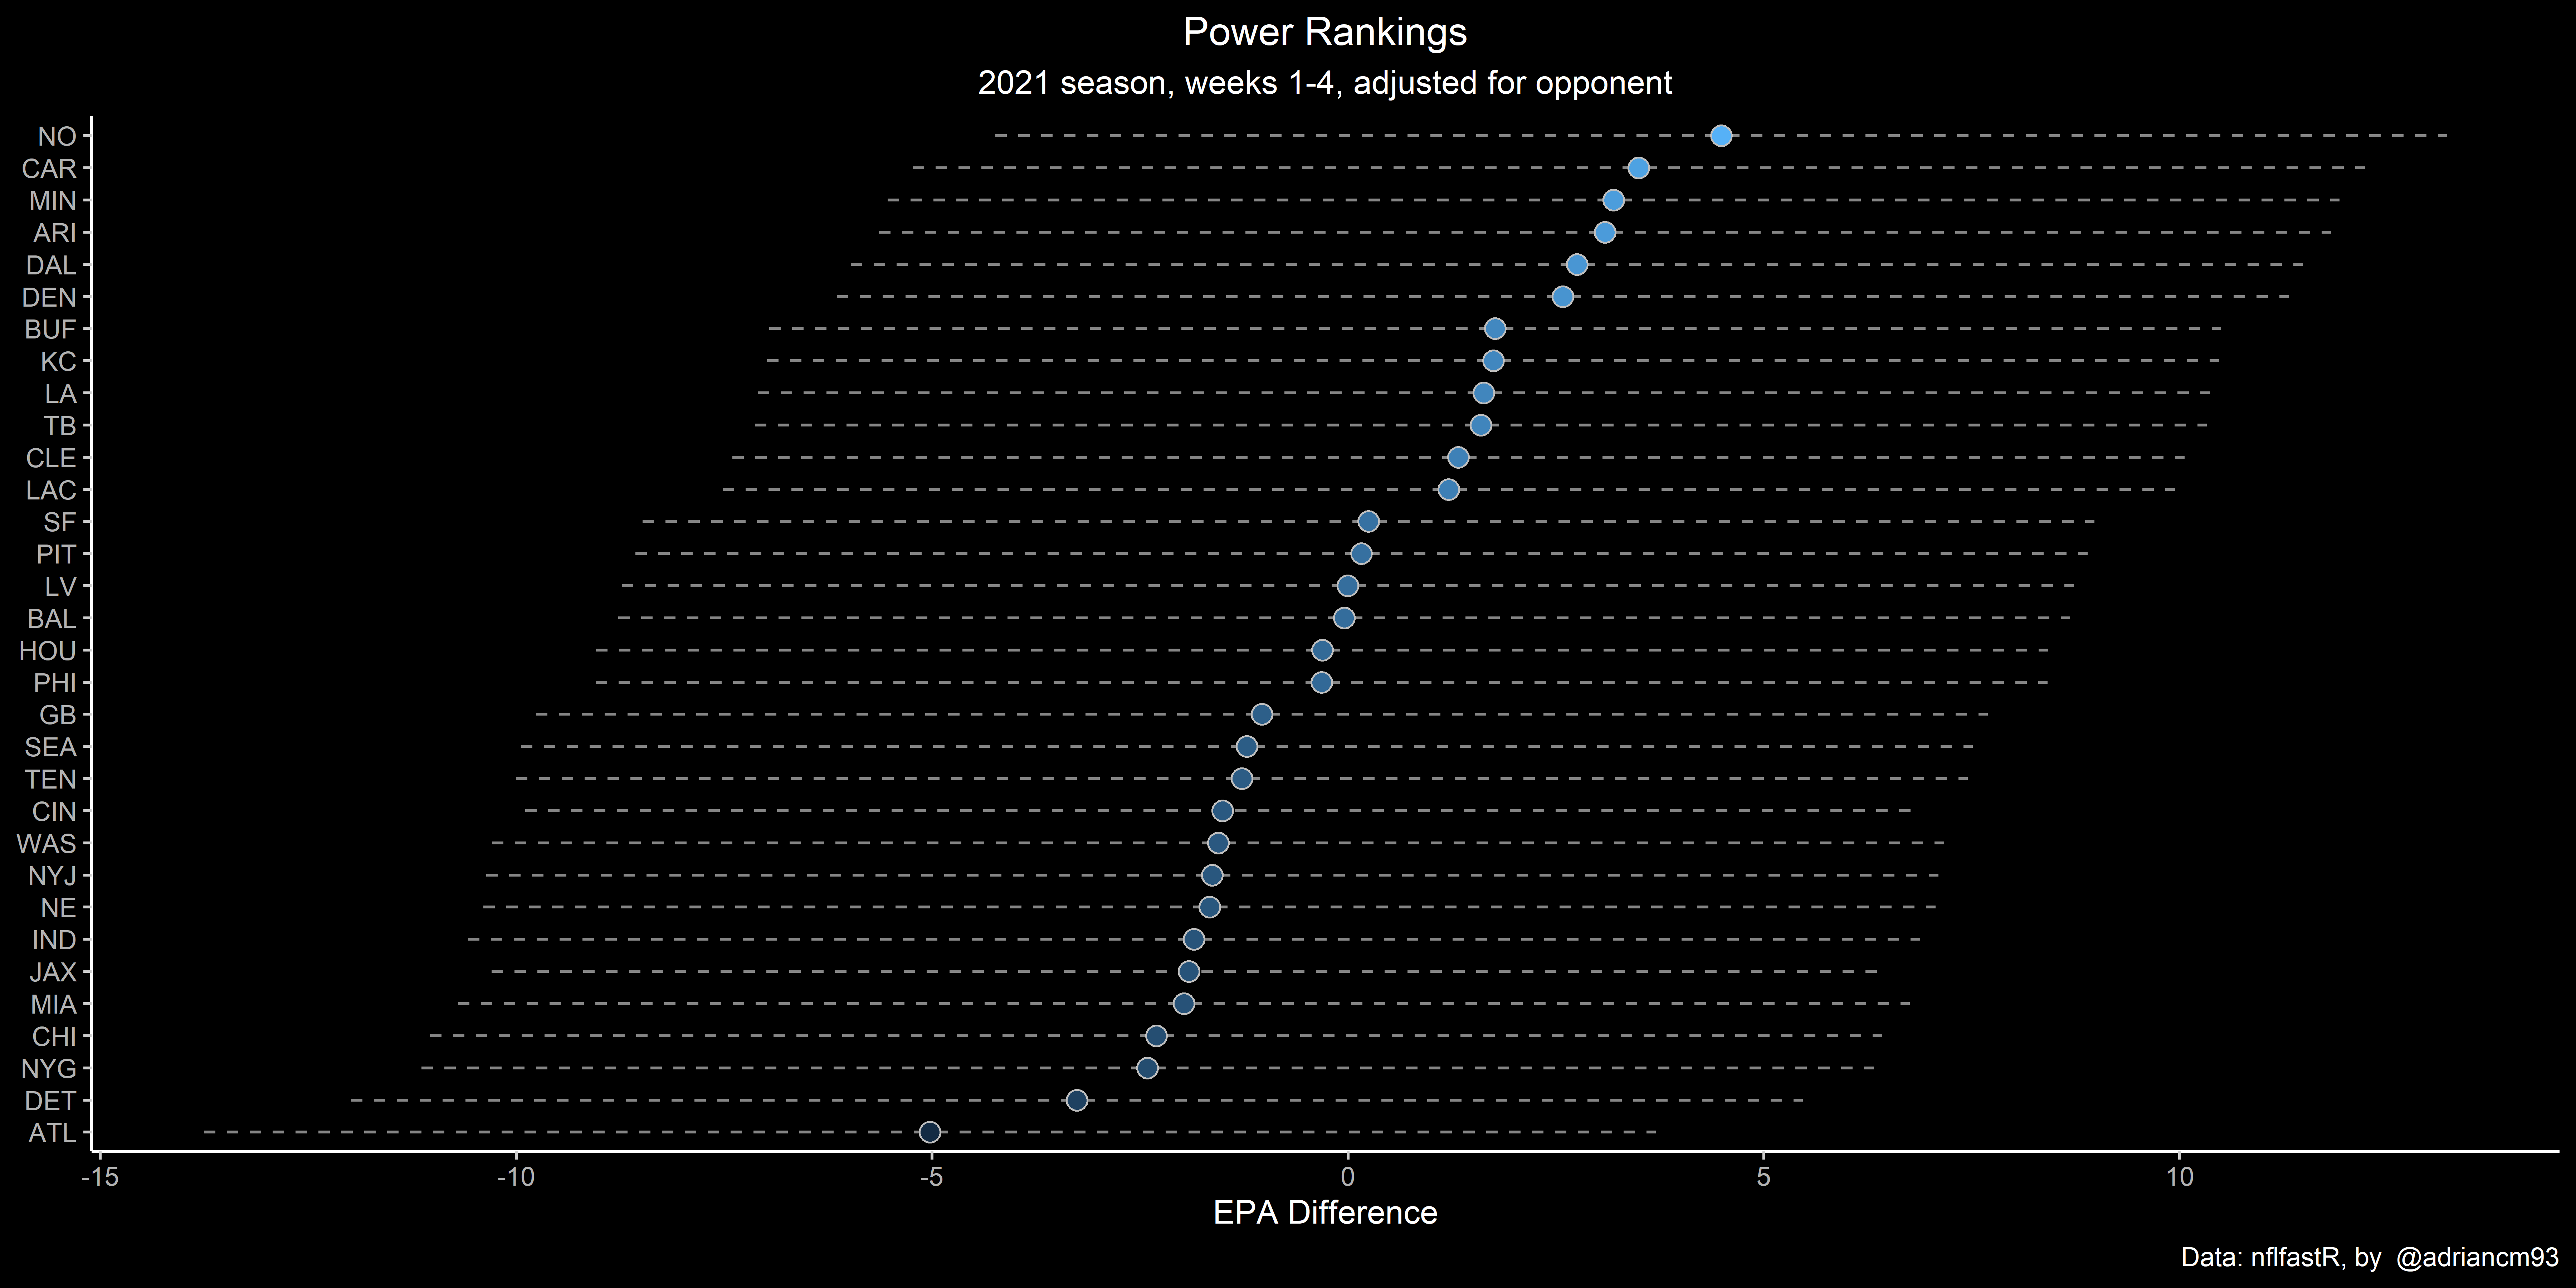 Power Rankings
2021 season, weeks 1-4, adjusted for opponent
NO
CAR
MIN
ARI
DAL
DEN
BUF
KC
LA
TB
CLE
LAC
SF
PIT
LV
BAL
HOU
PHI
GB
SEA
TEN
CIN
WAS
NYJ
NE
IND
JAX
MIA
CHI
NYG
DET
ATL
-15 -10 -5 0 5 10
EPA Difference
Data: nflfastR, by @adriancm93